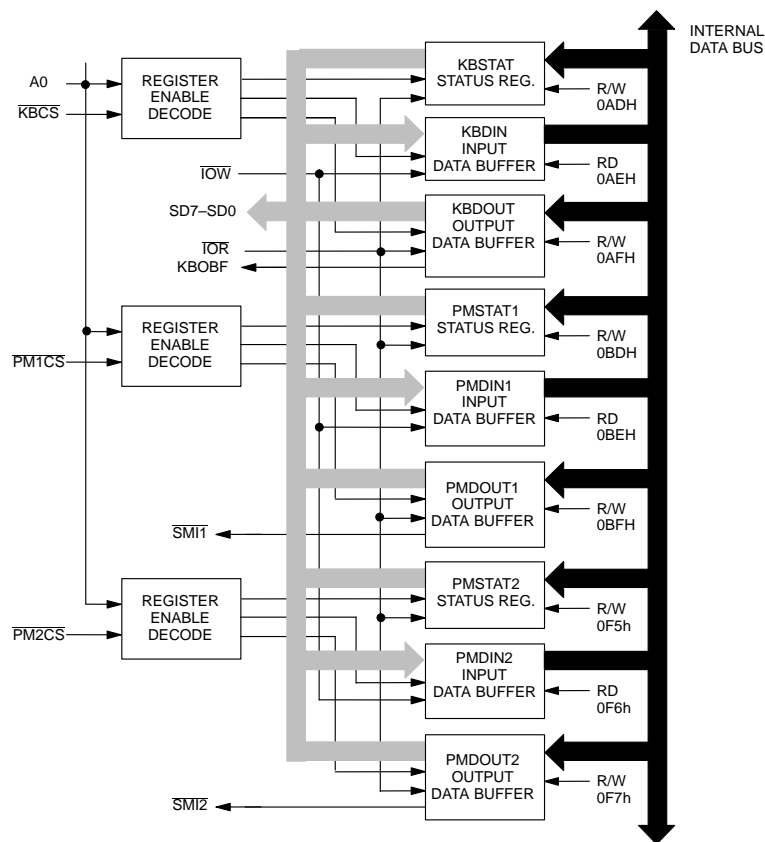 INTERNAL
DATA BUS
A0
KBCS
REGISTER
ENABLE
DECODE
KBSTAT
STATUS REG.
R/W
0ADH
KBDIN
INPUT
DATA BUFFER
RD
0AEH
IOW
SD7–SD0
KBDOUT
OUTPUT
DATA BUFFER
R/W
0AFH
IOR
KBOBF
PM1CS
REGISTER
ENABLE
DECODE
PMSTAT1
STATUS REG.
R/W
0BDH
PMDIN1
INPUT
DATA BUFFER
RD
0BEH
PMDOUT1
OUTPUT
DATA BUFFER
R/W
0BFH
SMI1
PM2CS
REGISTER
ENABLE
DECODE
PMSTAT2
STATUS REG.
R/W
0F5h
PMDIN2
INPUT
DATA BUFFER
RD
0F6h
PMDOUT2
OUTPUT
DATA BUFFER
R/W
0F7h
SMI2